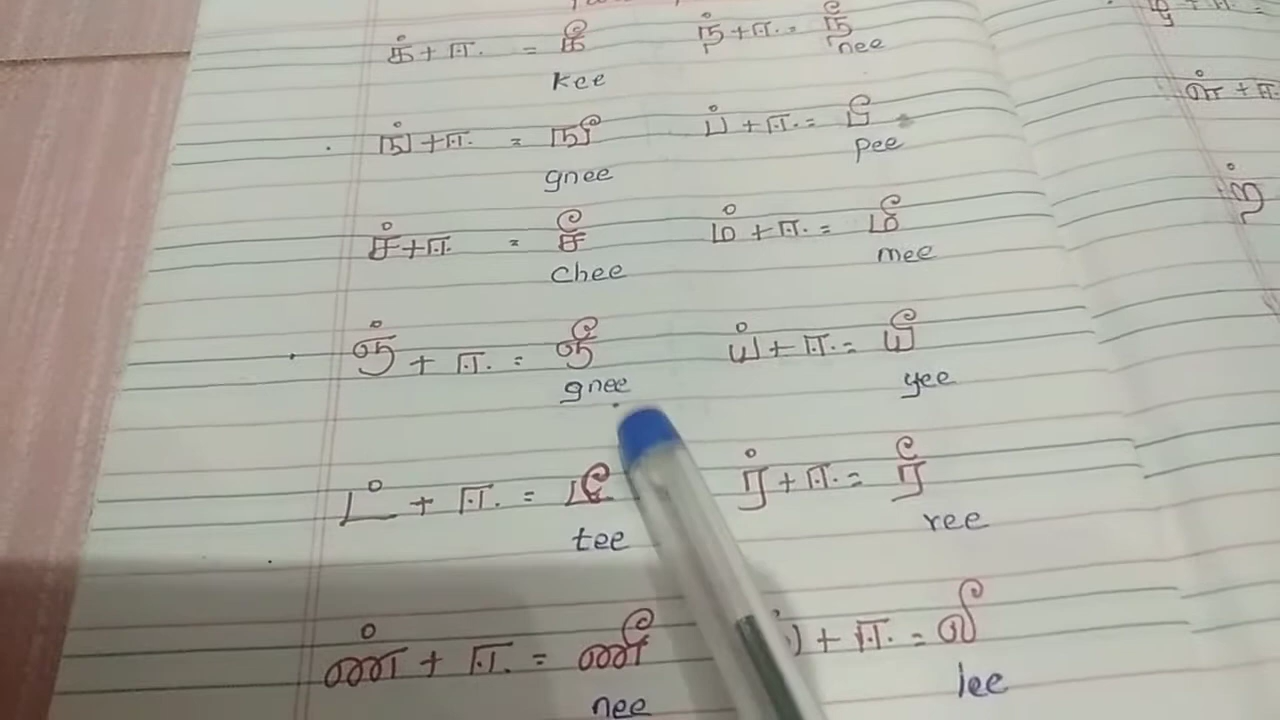 க் + ஈ = கீ ந் + ஈ = நீ
kee nee
ங் + ஈ = ஙீ ப் + ஈ = பீ
gnee pee
ச் + ஈ = சீ ம் + ஈ = மீ
chee mee
ஞ் + ஈ = ஞீ ய் + ஈ = யீ
gnee yee
ட் + ஈ = டீ ர் + ஈ = ரீ
tee ree
ண் + ஈ = ணீ + ஈ = லீ
nee lee